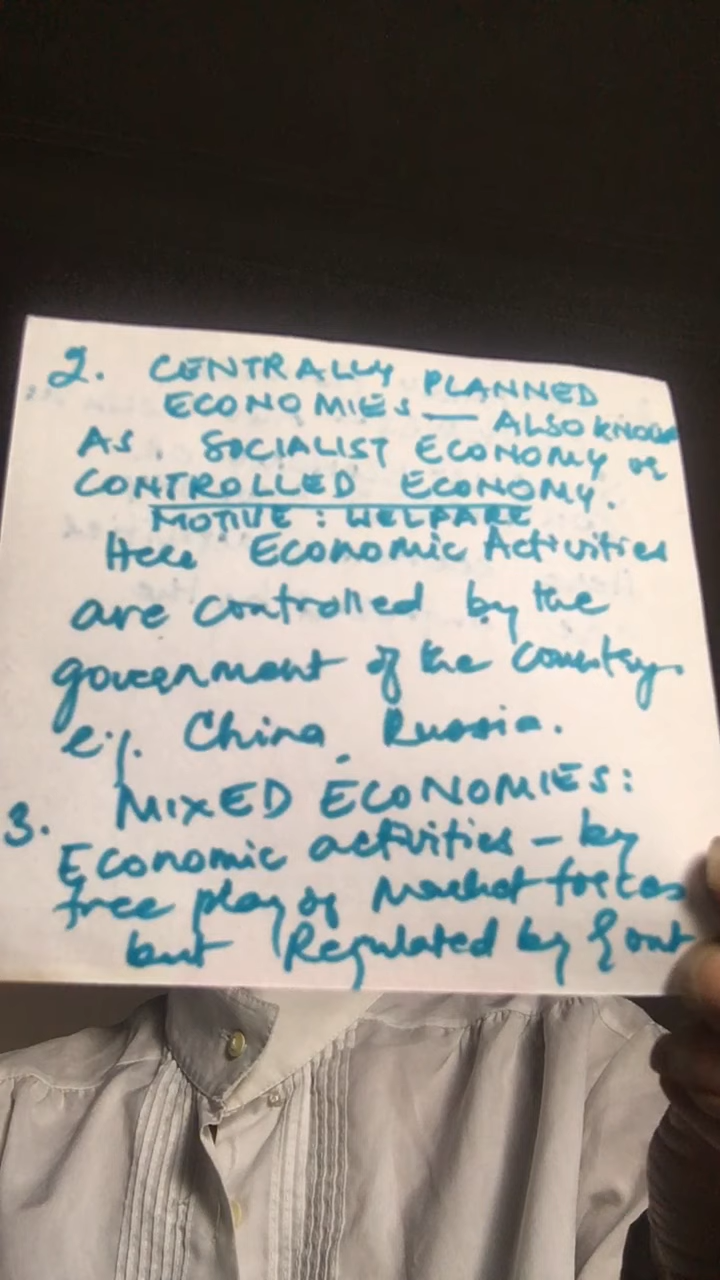 2. CENTRALLY PLANNED
ECONOMIES — ALSO KNOWN
AS SOCIALIST ECONOMY or
CONTROLLED ECONOMY.
MOTIVE : WELFARE
Here Economic Activities
are controlled by the
government of the country.
e.g. China, Russia.
3. MIXED ECONOMIES:
Economic activities – by
free play of Market forces
but Regulated by Govt